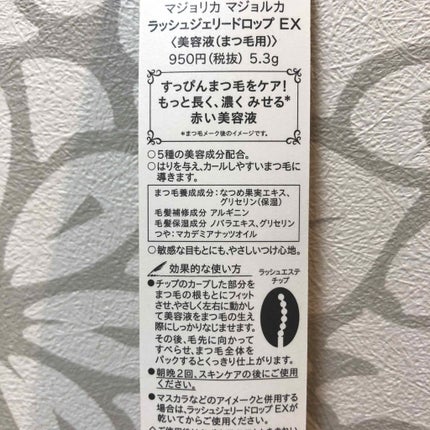 マジョリカ マジョルカ
ラッシュジェリードロップ EX
〈美容液(まつ毛用)〉
950円(税抜) 5.3g
すっぴんまつ毛をケア!
もっと長く、濃く みせる*
赤い美容液
*まつ毛メーク後のイメージです。
○5種の美容成分配合。
○はりを与え、カールしやすいまつ毛に
導きます。
まつ毛養成成分:なつめ果実エキス、
グリセリン(保湿)
毛髪補修成分 アルギニン
毛髪保湿成分 ノバラエキス、グリセリン
つや:マカデミアナッツオイル
○敏感な目もとにも、やさしいつけ心地。
効果的な使い方
ラッシュエステ
チップ
●チップのカーブした部分を
まつ毛の根もとにフィット
させ、やさしく左右に動かし
て美容液をまつ毛の生え
際にしっかりなじませます。
その後、毛先に向かって
すべらせ、まつ毛全体を
パックするとくっきり仕上がります。
●朝晩2回、スキンケアの後にご使用
ください。
●マスカラなどのアイメークと併用する
場合は、ラッシュジェリードロップ EXが
乾いてからご使用ください。